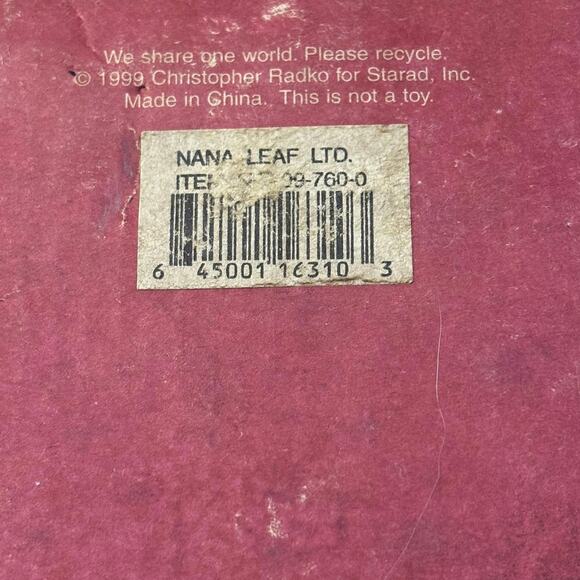 We share one world. Please recycle.
© 1999 Christopher Radko for Starad, Inc.
Made in China. This is not a toy.
NANA LEAF LTD.
99-760-0
6 45001 16310 3